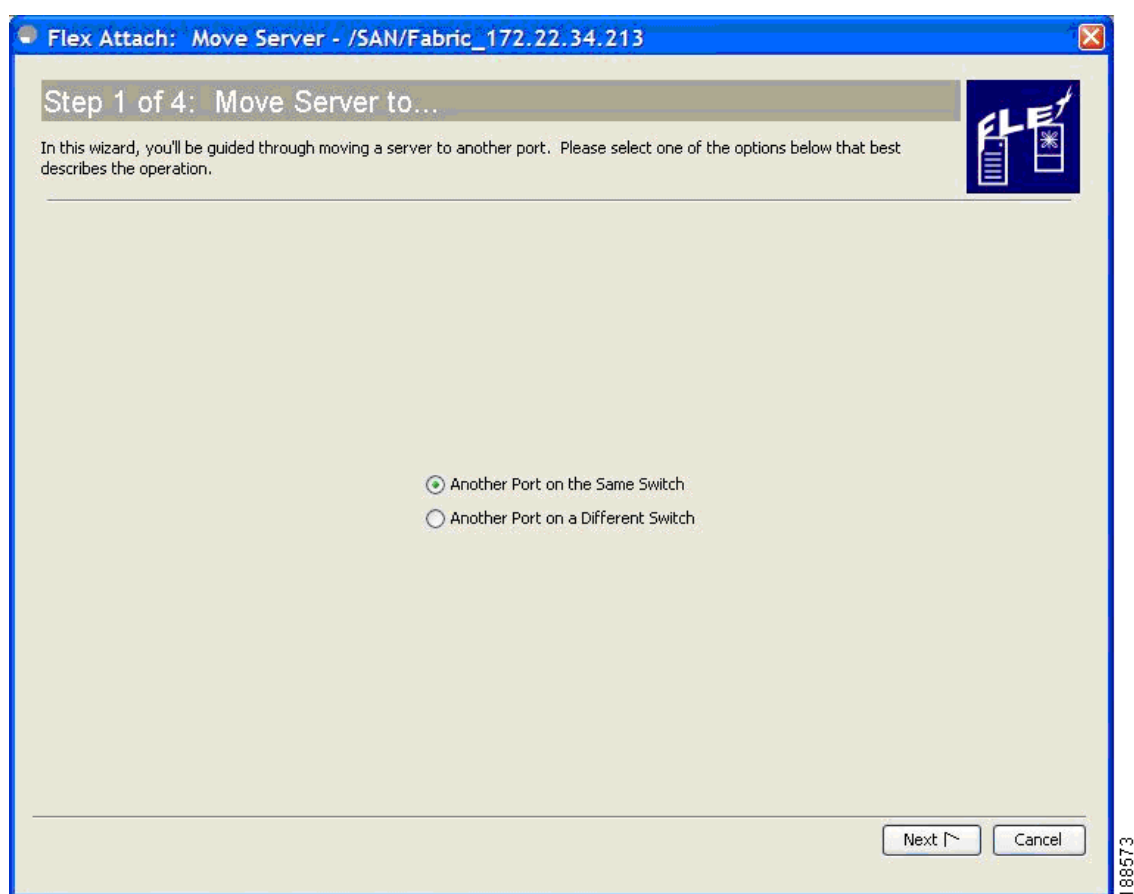 Flex Attach: Move Server - /SAN/Fabric_172.22.34.213
Step 1 of 4: Move Server to...
FLEX
In this wizard, you'll be guided through moving a server to another port. Please select one of the options below that best
describes the operation.
Another Port on the Same Switch
Another Port on a Different Switch
Next
Cancel
188573